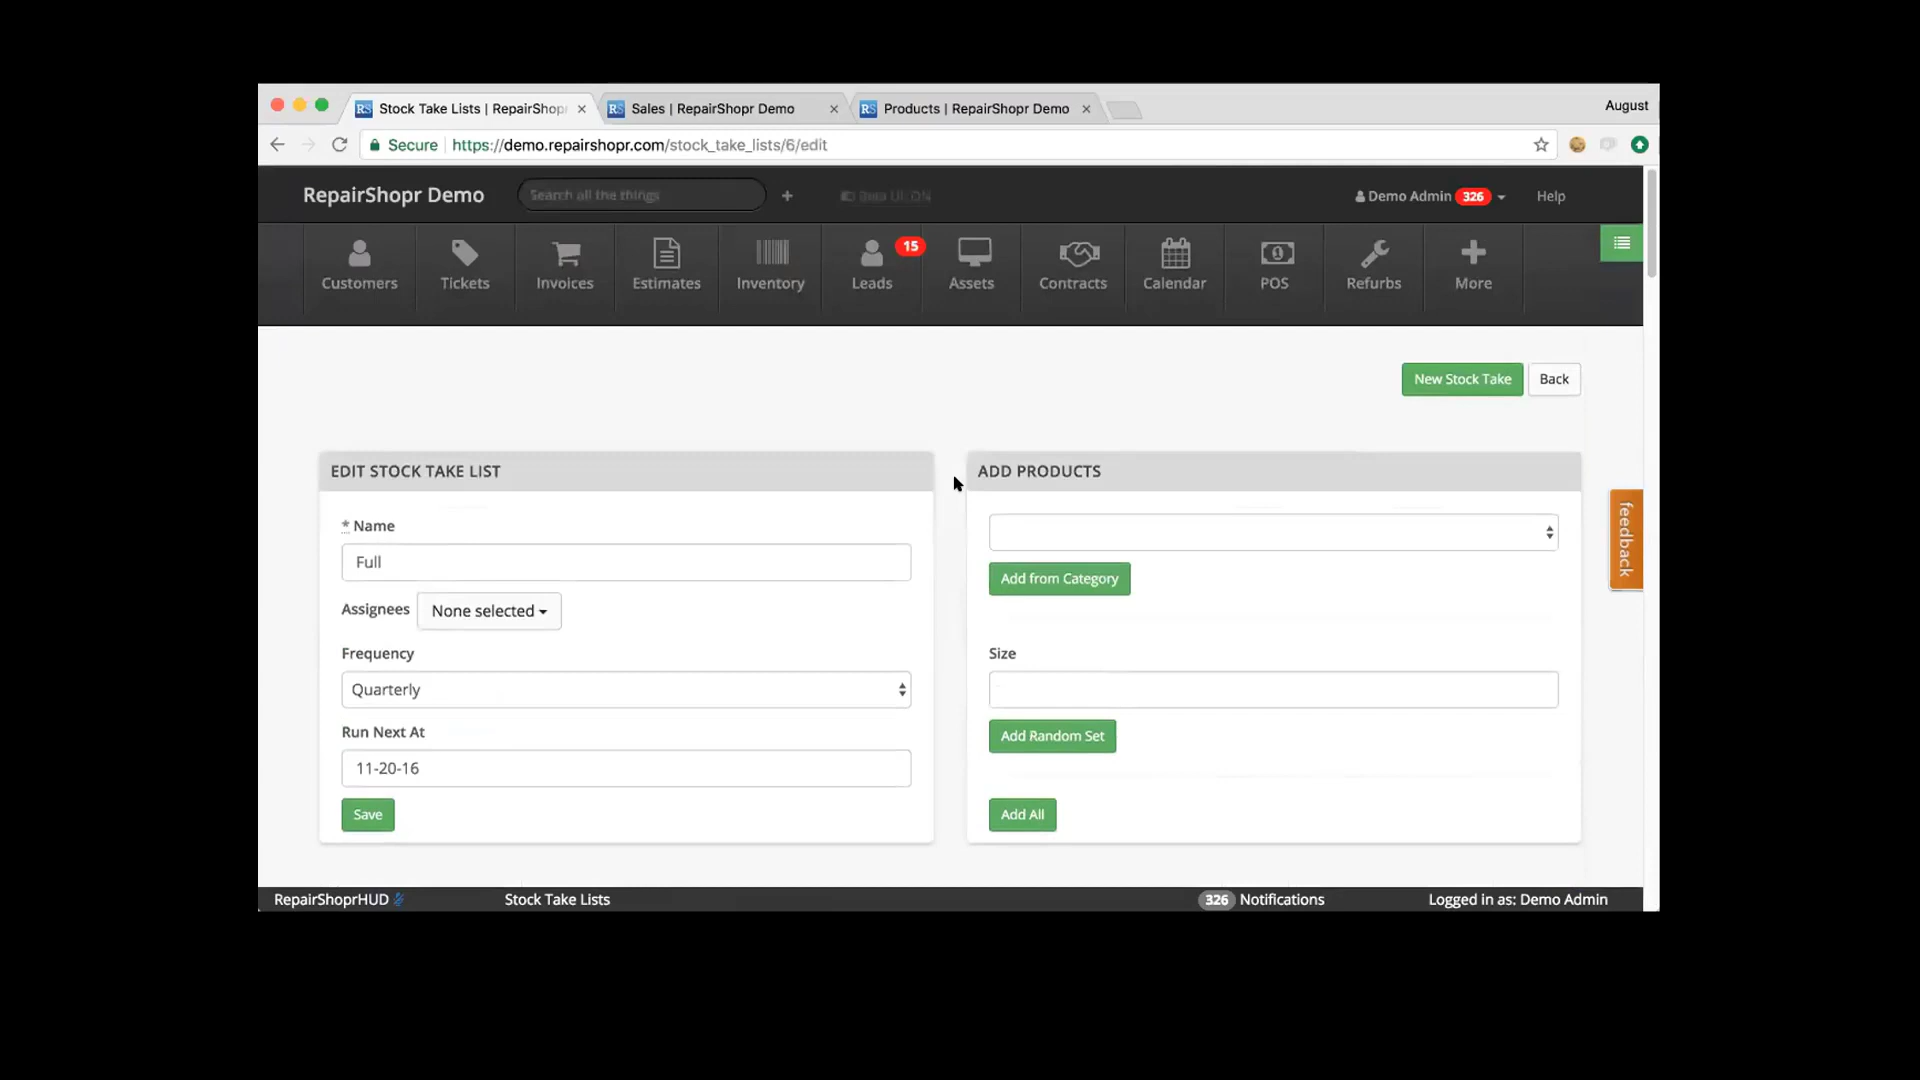 Stock Take Lists | RepairShopr
Sales | RepairShopr Demo
Products | RepairShopr Demo
August
Secure
https://demo.repairshopr.com/stock_take_lists/6/edit
RepairShopr Demo
Search all the things
Demo Admin 326
Help
Customers
Tickets
Invoices
Estimates
Inventory
Leads
15
Assets
Contracts
Calendar
POS
Refurbs
More
New Stock Take
Back
EDIT STOCK TAKE LIST
* Name
Full
Assignees None selected
Frequency
Quarterly
Run Next At
11-20-16
Save
ADD PRODUCTS
Add from Category
Size
Add Random Set
Add All
feedback
RepairShoprHUD
Stock Take Lists
326 Notifications
Logged in as: Demo Admin